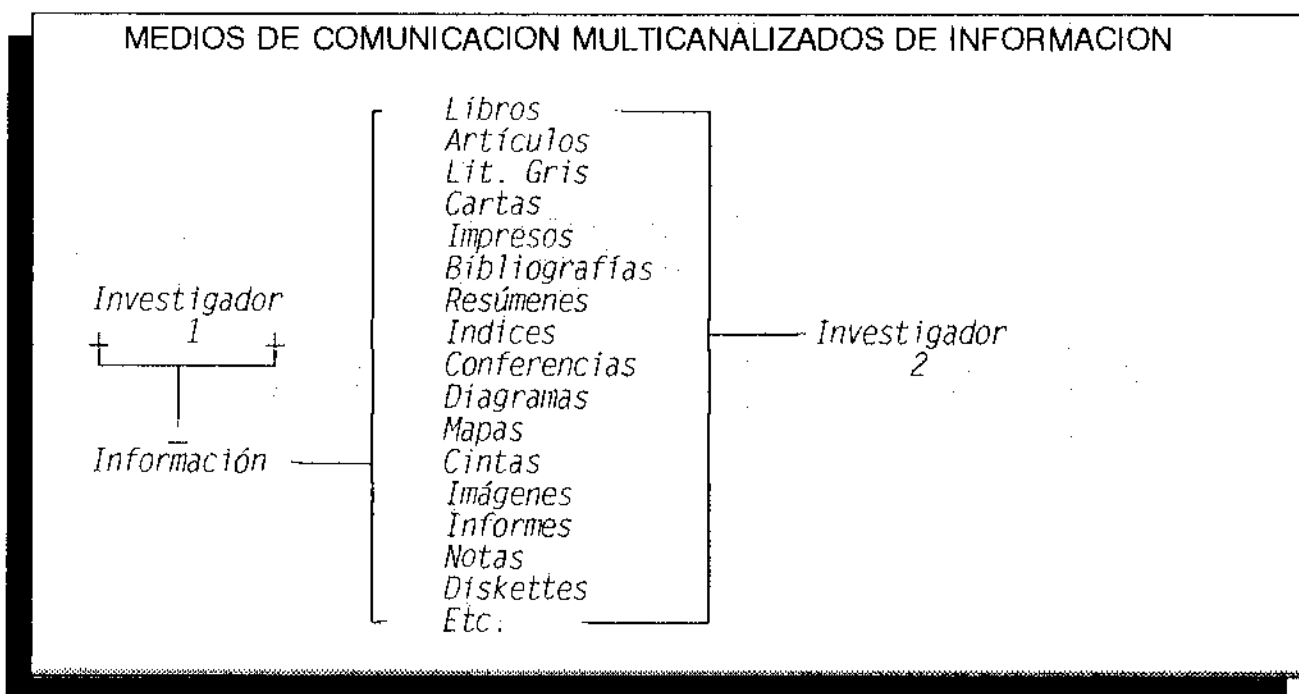 MEDIOS DE COMUNICACION MULTICANALIZADOS DE INFORMACION
Investigador
1
Información
Libros
Artículos
Lit. Gris
Cartas
Impresos
Bibliografías
Resúmenes
Indices
Conferencias
Diagramas
Mapas
Cintas
Imágenes
Informes
Notas
Diskettes
Etc.
Investigador
2